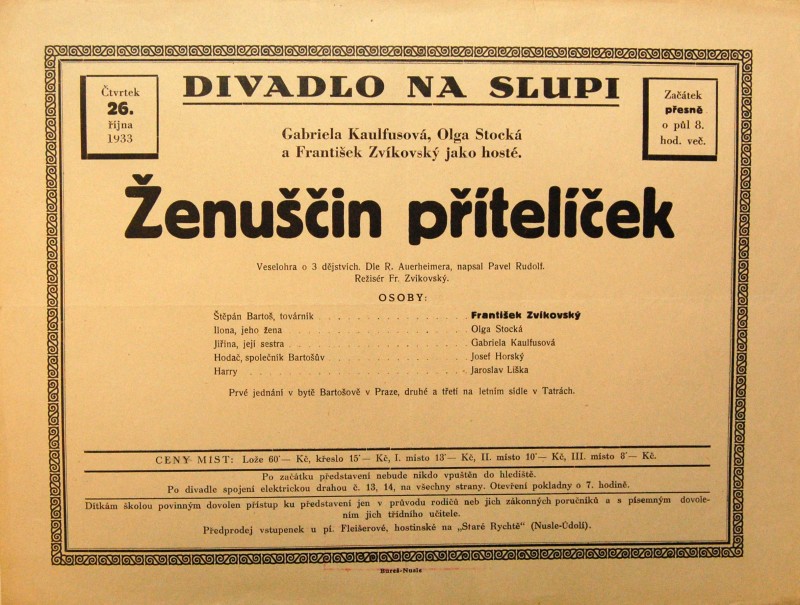 Čtvrtek
26.
října
1933
DIVADLO NA SLUPI
Začátek
přesně
o půl 8.
hod. več.
Gabriela Kaulfusová, Olga Stocká
a František Zvíkovský jako hosté.
Ženuščin přítelíček
Veselohra o 3 dějstvích. Dle R. Auerheimera, napsal Pavel Rudolf.
Režisér Fr. Zvíkovský.
OSOBY:
Štěpán Bartoš, továrník . . . . . . . . . . . . . František Zvíkovský
Ilona, jeho žena . . . . . . . . . . . . . Olga Stocká
Jiřina, její sestra . . . . . . . . . . . . . Gabriela Kaulfusová
Hodač, společník Bartošův . . . . . . . . . . . . . Josef Horský
Harry . . . . . . . . . . . . . Jaroslav Liška
Prvé jednání v bytě Bartošově v Praze, druhé a třetí na letním sídle v Tatrách.
CENY MÍST: Lože 60'— Kč, křeslo 15'— Kč, I. místo 13'— Kč, II. místo 10'— Kč, III. místo 8'— Kč.
Po začátku představení nebude nikdo vpuštěn do hlediště.
Po divadle spojení elektrickou drahou č. 13, 14, na všechny strany. Otevření pokladny o 7. hodině.
Dítkám školou povinným dovolen přístup ku představení jen v průvodu rodičů neb jich zákonných poručníků a s písemným dovole-
ním jich třídního učitele.
Předprodej vstupenek u pí. Fleišerové, hostinské na „Staré Rychtě" (Nusle-Údolí).
Bureš-Nusle